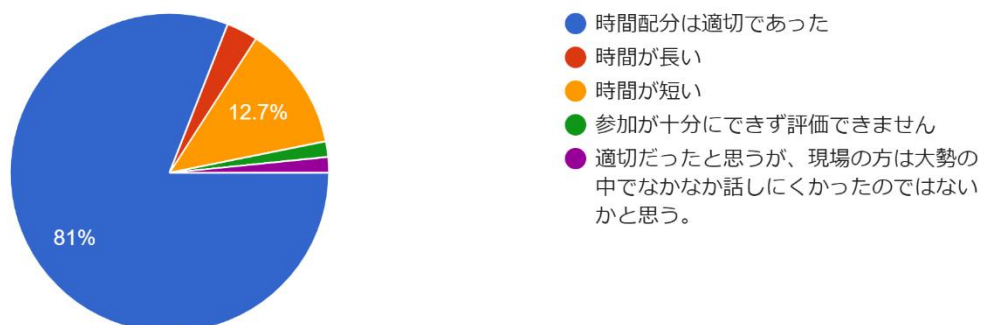 時間配分は適切であった
時間が長い
時間が短い
参加が十分にできず評価できません
適切だったと思うが、現場の方は大勢の
中でなかなか話しにくかったのではない
かと思う。
12.7%
81%